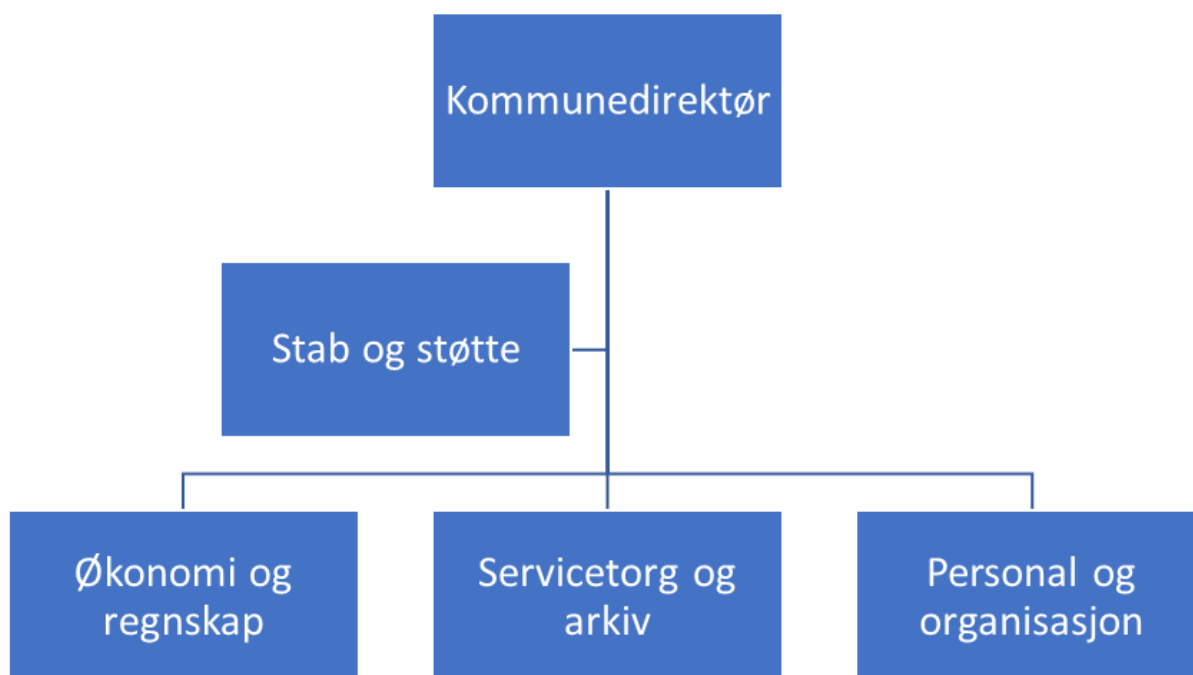 Kommunedirektør
Stab og støtte
Økonomi og
regnskap
Servicetorg og
arkiv
Personal og
organisasjon